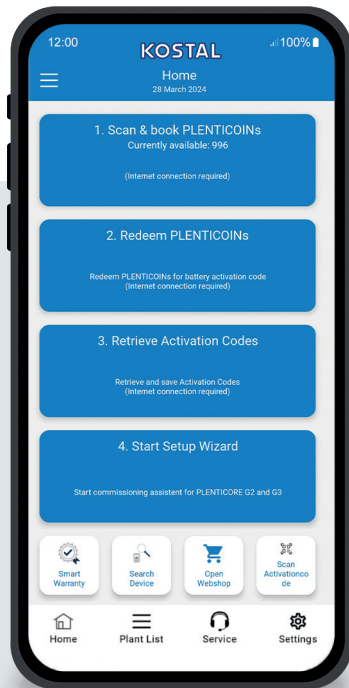 12:00
100%
KOSTAL
Home
28 March 2024
1. Scan & book PLENTICOINs
Currently available: 996
(Internet connection required)
2. Redeem PLENTICOINs
Redeem PLENTICOINs for battery activation code
(Internet connection required)
3. Retrieve Activation Codes
Retrieve and save Activation Codes
(Internet connection required)
4. Start Setup Wizard
Start commissioning assistent for PLENTICORE G2 and G3
Smart
Warranty
Search
Device
Open
Webshop
Scan
Activationco
de
Home
Plant List
Service
Settings